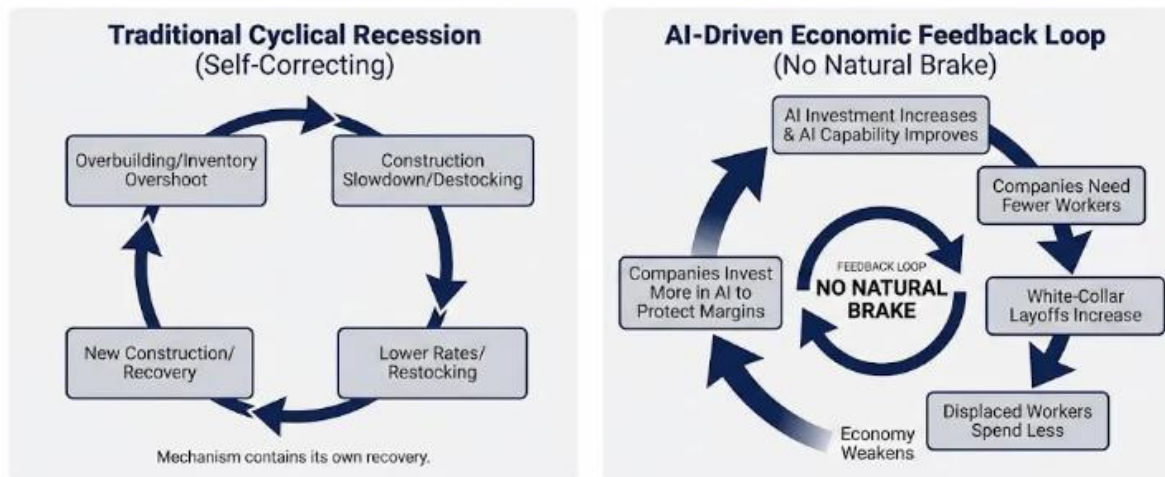 Traditional Cyclical Recession
(Self-Correcting)
Overbuilding/Inventory
Overshoot
Construction
Slowdown/Destocking
New Construction/
Recovery
Lower Rates/
Restocking
Mechanism contains its own recovery.
AI-Driven Economic Feedback Loop
(No Natural Brake)
AI Investment Increases
& AI Capability Improves
Companies Need
Fewer Workers
White-Collar
Layoffs Increase
Displaced Workers
Spend Less
Economy
Weakens
Companies Invest
More in AI to
Protect Margins
FEEDBACK LOOP
NO NATURAL
BRAKE